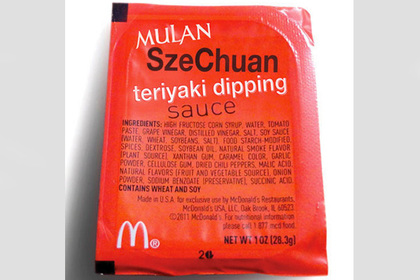 MULAN
SzeChuan
teriyaki dipping
sauce
INGREDIENTS: HIGH FRUCTOSE CORN SYRUP, WATER, TOMATO
PASTE, GRAPE VINEGAR, DISTILLED VINEGAR, SALT, SOY SAUCE
(WATER, WHEAT, SOYBEANS, SALT), FOOD STARCH-MODIFIED,
SPICES, DEXTROSE, SOYBEAN OIL, NATURAL SMOKE FLAVOR
(PLANT SOURCE), XANTHAN GUM, CARAMEL COLOR, GARLIC
POWDER, CELLULOSE GUM, DRIED CHILI PEPPERS, MALIC ACID,
NATURAL FLAVORS (FRUIT AND VEGETABLE SOURCE), ONION
POWDER, SODIUM BENZOATE (PRESERVATIVE), SUCCINIC ACID.
CONTAINS WHEAT AND SOY
Made in U.S.A. for exclusive use by McDonald's Restaurants.
McDonald's USA, LLC, Oak Brook, IL 60523
©2011 McDonald's. For nutritional information
please call 1 877 mcd food.
M®
NET WT 1 OZ (28.3g)